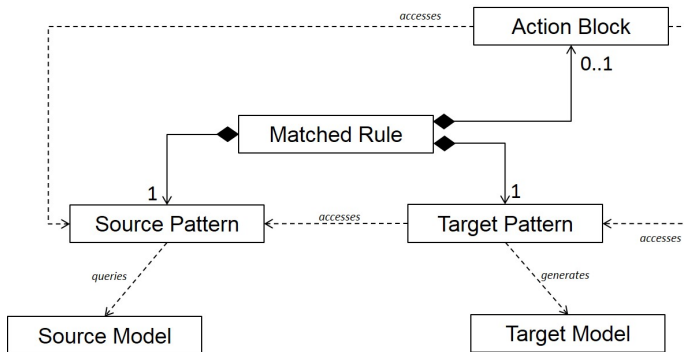 accesses
Action Block
0..1
Matched Rule
1
1
Source Pattern
accesses
Target Pattern
accesses
queries
generates
Source Model
Target Model